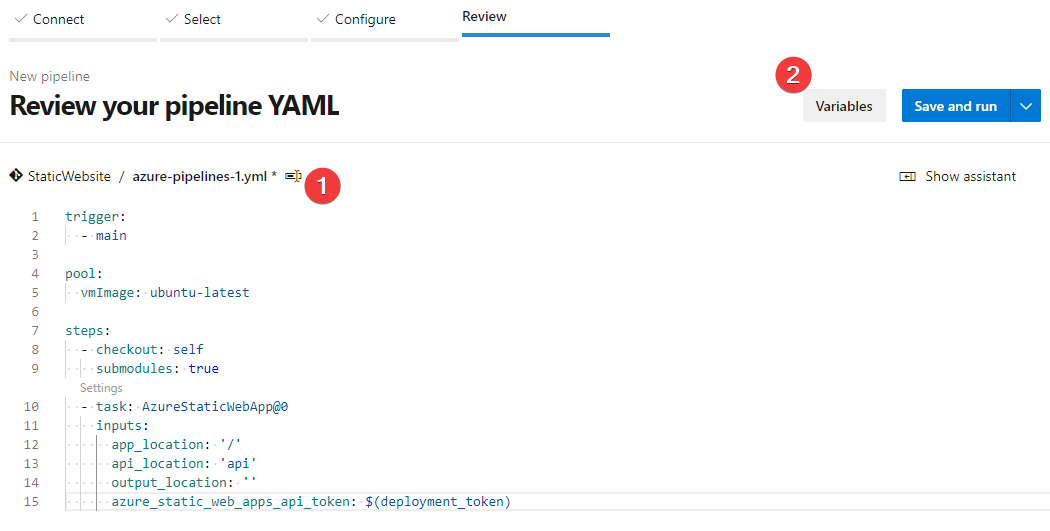 Connect Select Configure Review
New pipeline
2
Review your pipeline YAML Variables Save and run
StaticWebsite / azure-pipelines-1.yml * 1 Show assistant
1 trigger:
2 - main
3
4 pool:
5 vmImage: ubuntu-latest
6
7 steps:
8 - checkout: self
9 submodules: true
Settings
10 - task: AzureStaticWebApp@0
11 inputs:
12 app_location: '/'
13 api_location: 'api'
14 output_location: ''
15 azure_static_web_apps_api_token: $(deployment_token)